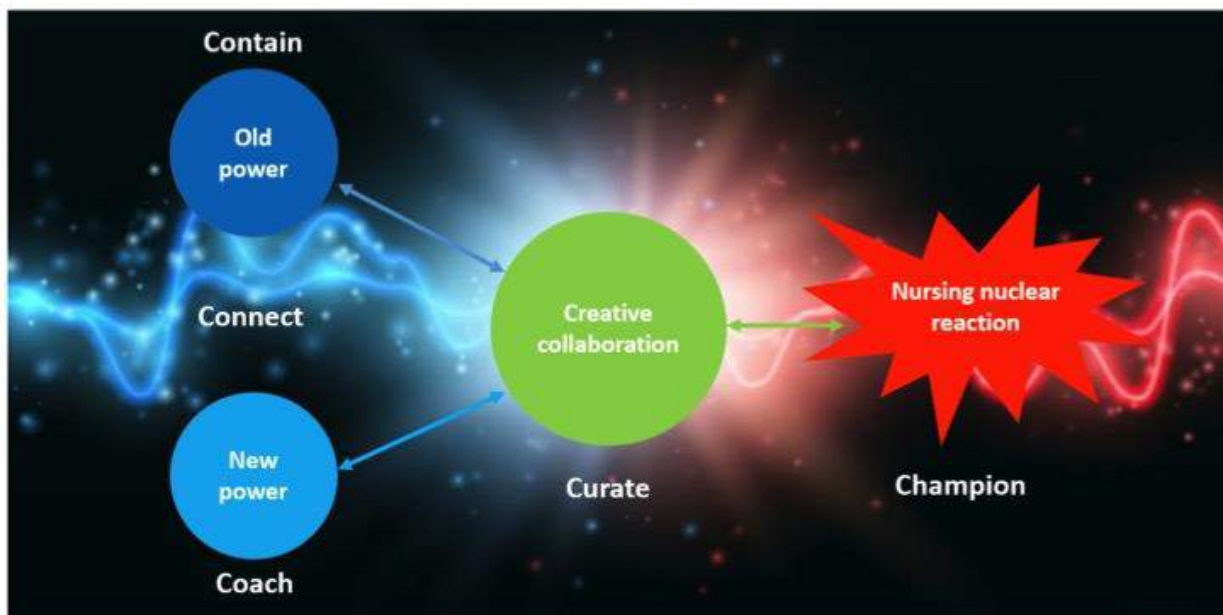 Contain
Old
power
Connect
New
power
Coach
Creative
collaboration
Curate
Nursing nuclear
reaction
Champion